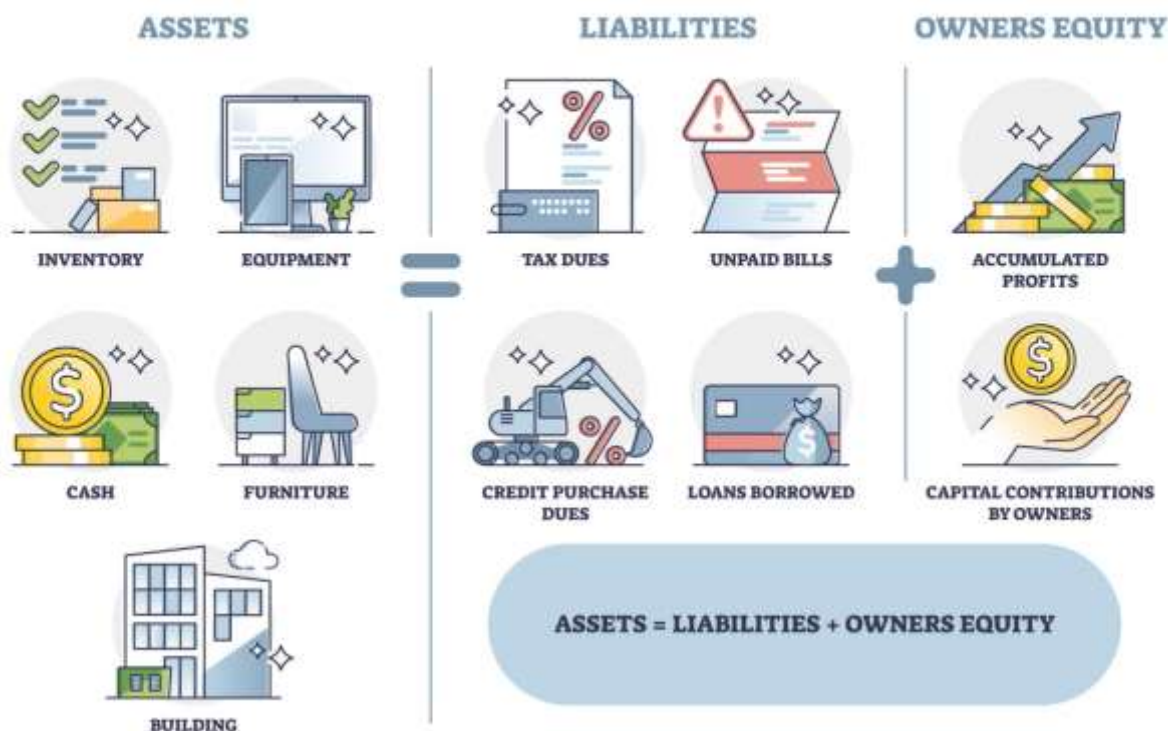 ASSETS
LIABILITIES
OWNERS EQUITY
INVENTORY
EQUIPMENT
=
TAX DUES
UNPAID BILLS
+
ACCUMULATED
PROFITS
CASH
FURNITURE
CREDIT PURCHASE
DUES
LOANS BORROWED
CAPITAL CONTRIBUTIONS
BY OWNERS
BUILDING
ASSETS = LIABILITIES + OWNERS EQUITY